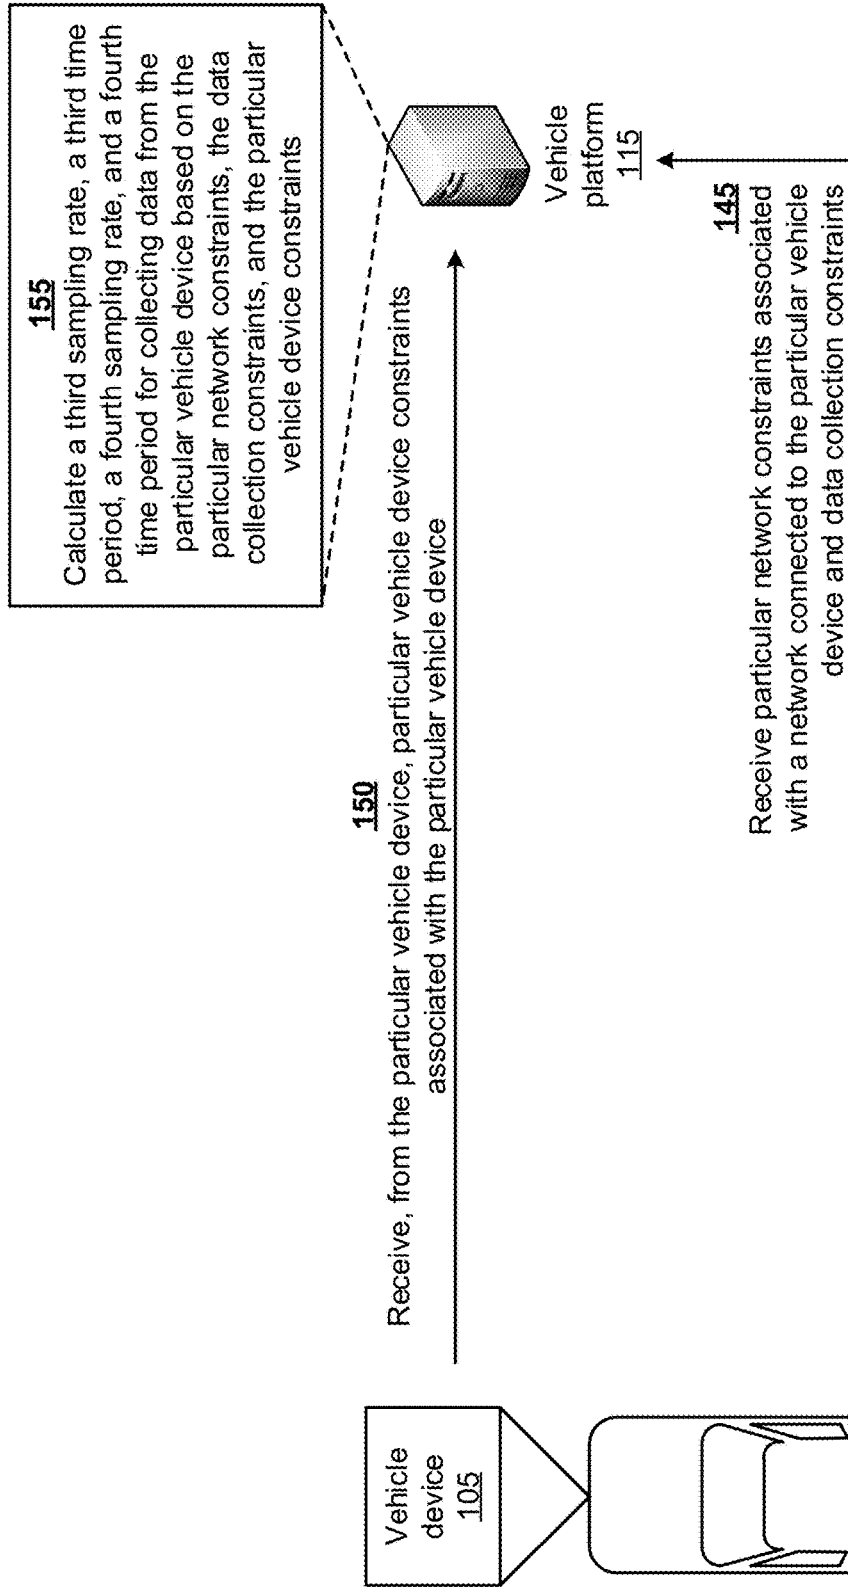 155
Calculate a third sampling rate, a third time
period, a fourth sampling rate, and a fourth
time period for collecting data from the
particular vehicle device based on the
particular network constraints, the data
collection constraints, and the particular
vehicle device constraints
150
Receive, from the particular vehicle device, particular vehicle device constraints
associated with the particular vehicle device
Vehicle
device
105
Vehicle
platform
115
145
Receive particular network constraints associated
with a network connected to the particular vehicle
device and data collection constraints